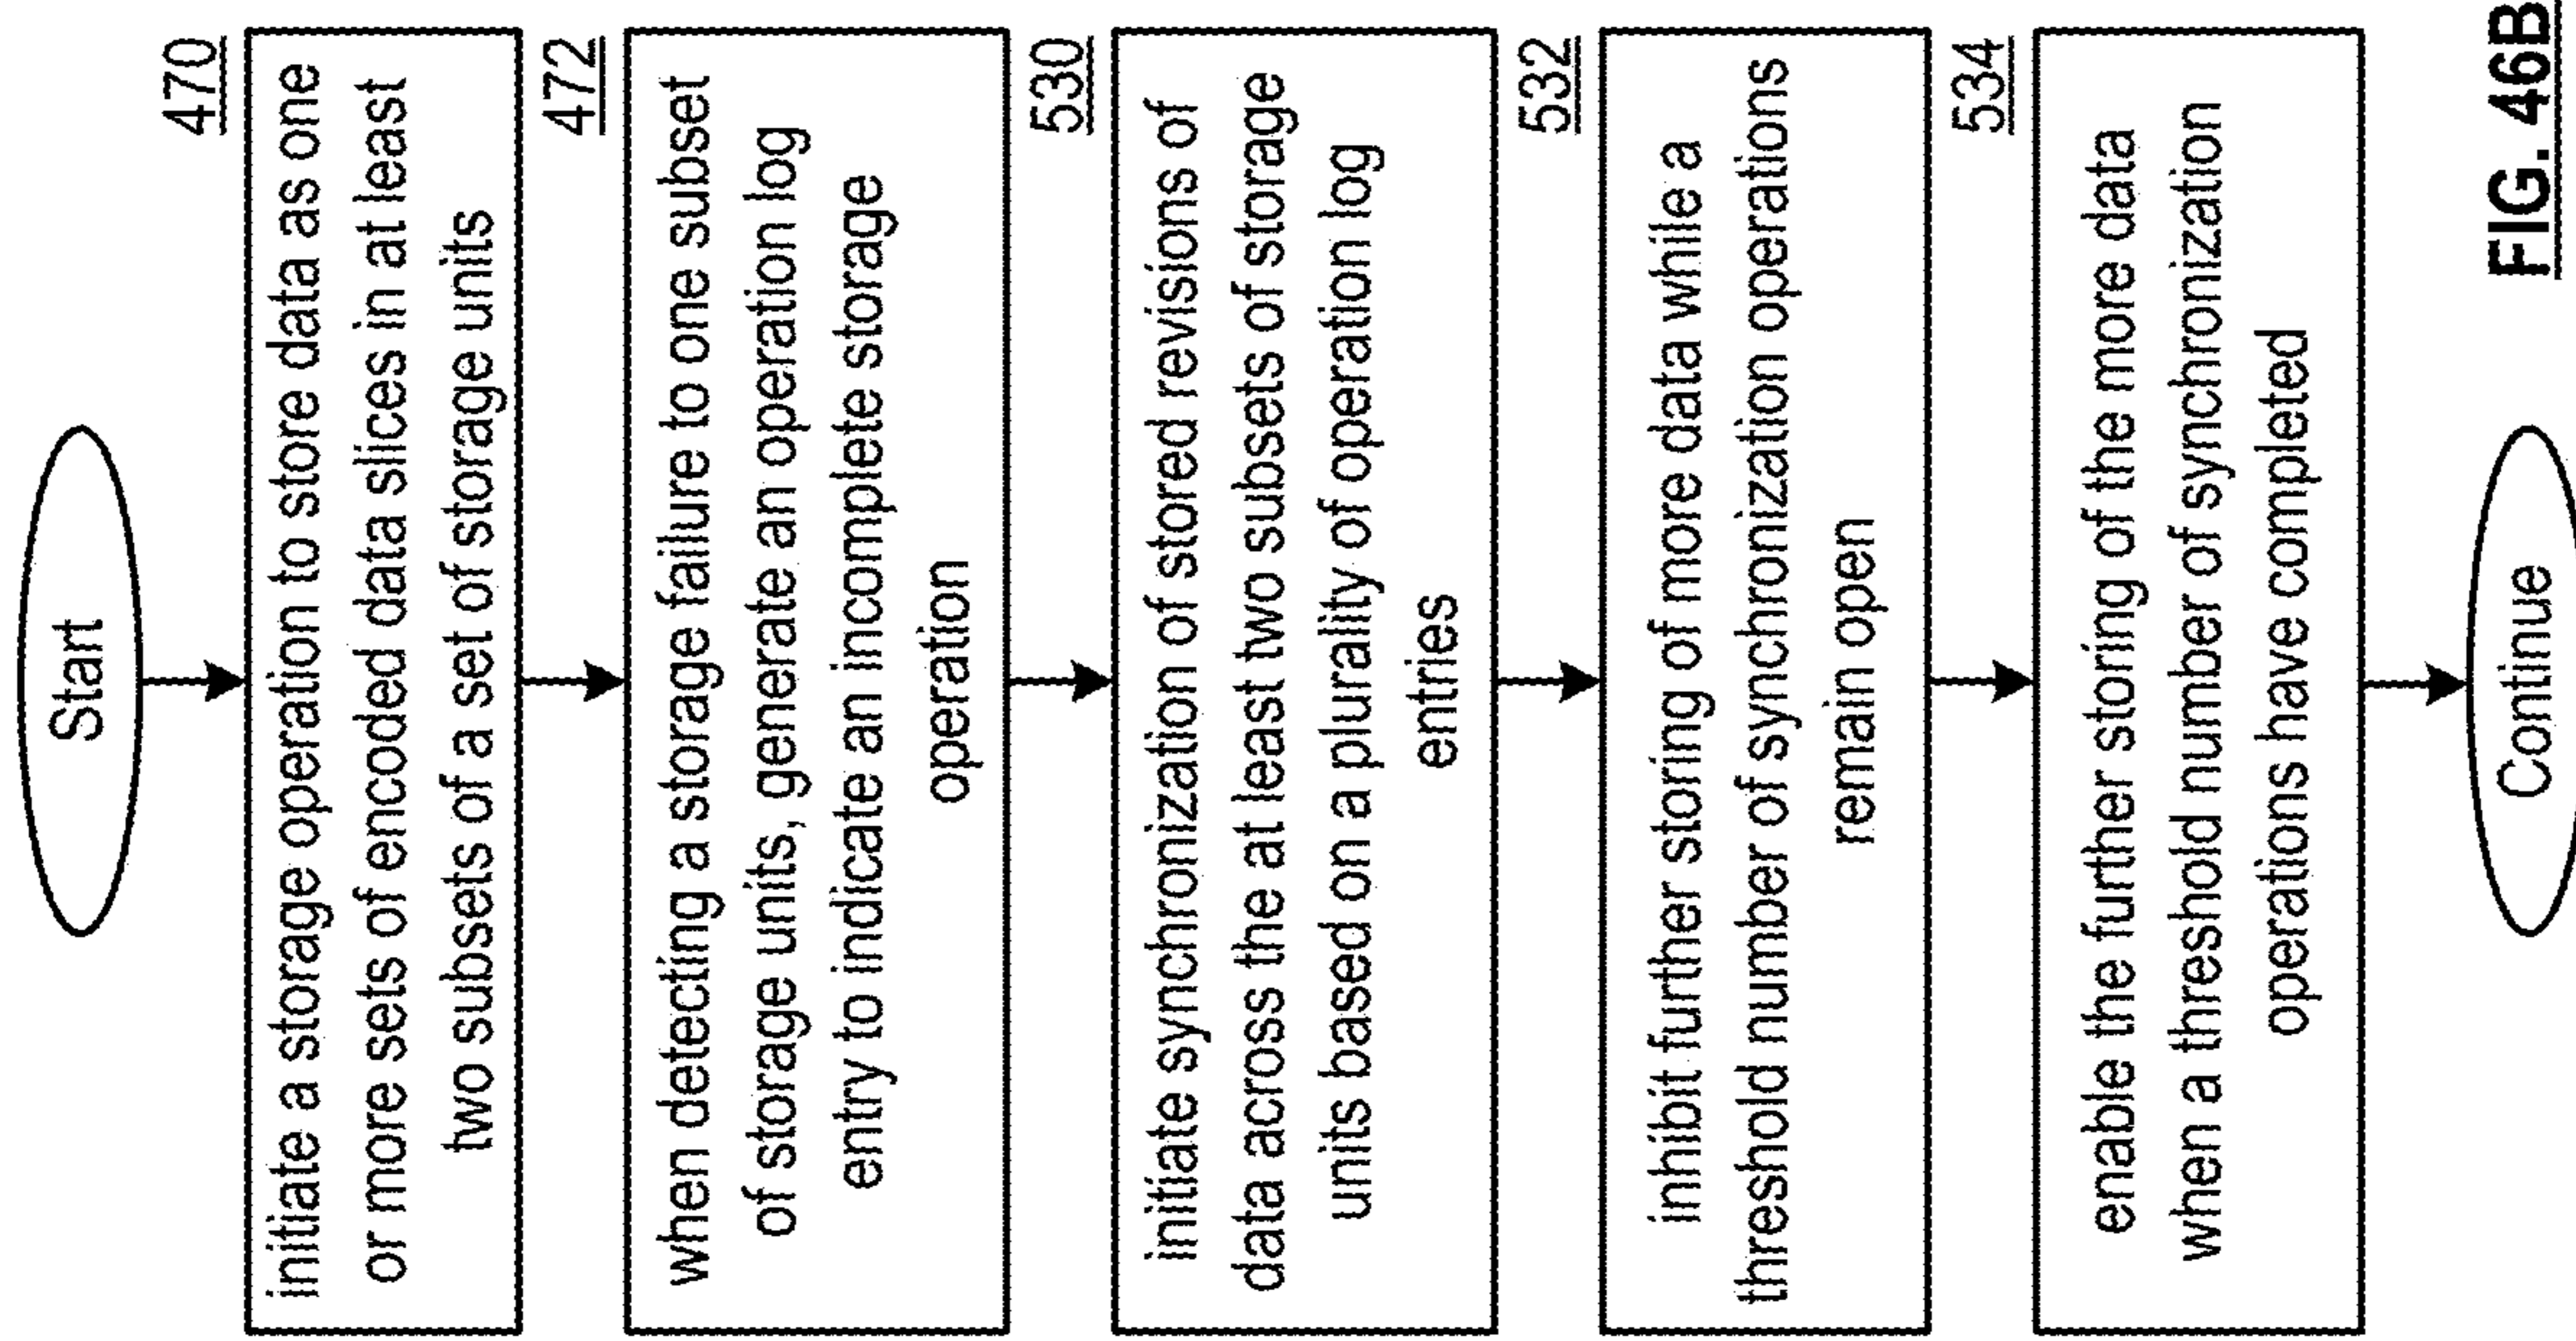 Start
470
initiate a storage operation to store data as one
or more sets of encoded data slices in at least
two subsets of a set of storage units
472
when detecting a storage failure to one subset
of storage units, generate an operation log
entry to indicate an incomplete storage
operation
530
initiate synchronization of stored revisions of
data across the at least two subsets of storage
units based on a plurality of operation log
entries
532
inhibit further storing of more data while a
threshold number of synchronization operations
remain open
534
enable the further storing of the more data
when a threshold number of synchronization
operations have completed
Continue
FIG. 46B